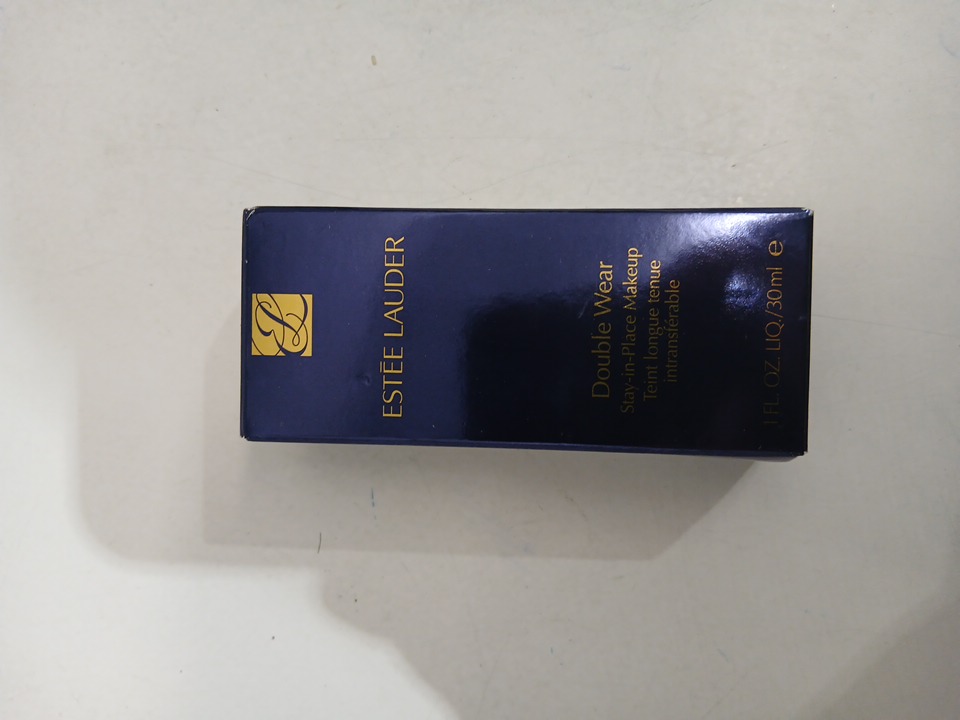 ESTĒE LAUDER
Double Wear
Stay-in-Place Makeup
Teint longue tenue
intransférable
1 FL. OZ. LIQ./30ml ℮